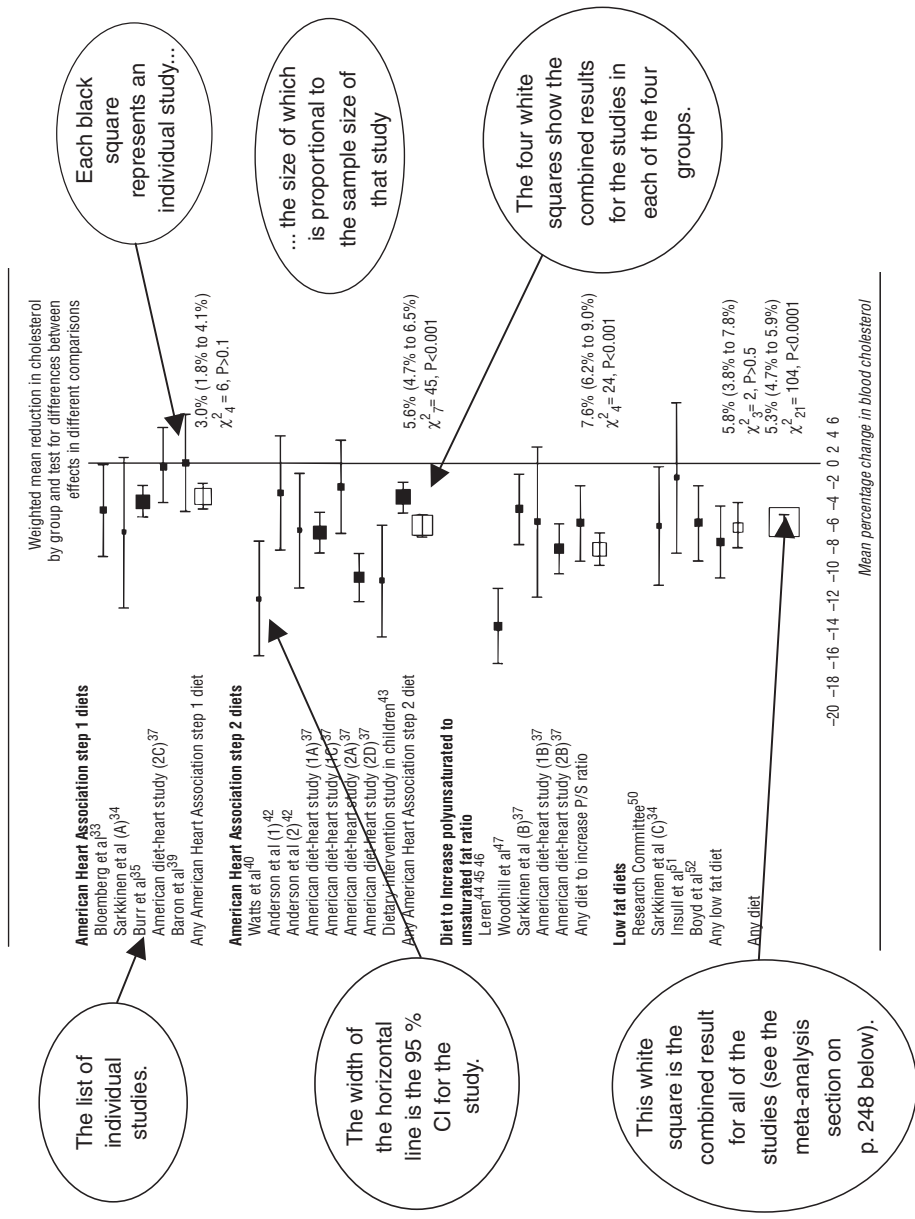 Each black
square
represents an
individual study...
... the size of which
is proportional to
the sample size of
that study
The four white
squares show the
combined results
for the studies in
each of the four
groups.
Weighted mean reduction in cholesterol
by group and test for differences between
effects in different comparisons
3.0% (1.8% to 4.1%)
χ²₄ = 6, P>0.1
5.6% (4.7% to 6.5%)
χ²₇= 45, P<0.001
7.6% (6.2% to 9.0%)
χ²₄= 24, P<0.001
5.8% (3.8% to 7.8%)
χ²₃= 2, P>0.5
5.3% (4.7% to 5.9%)
χ²₂₁= 104, P<0.0001
−20 −18 −16 −14 −12 −10 −8 −6 −4 −2 0 2 4 6
Mean percentage change in blood cholesterol
American Heart Association step 1 diets
Bloemberg et al³³
Sarkkinen et al (A)³⁴
Burr et al³⁵
American diet-heart study (2C)³⁷
Baron et al³⁹
Any American Heart Association step 1 diet
American Heart Association step 2 diets
Watts et al⁴⁰
Anderson et al (1)⁴²
Anderson et al (2)⁴²
American diet-heart study (1A)³⁷
American diet-heart study (1C)³⁷
American diet-heart study (2A)³⁷
American diet-heart study (2D)³⁷
Dietary intervention study in children⁴³
Any American Heart Association step 2 diet
Diet to Increase polyunsaturated to
unsaturated fat ratio
Leren⁴⁴ ⁴⁵ ⁴⁶
Woodhill et al⁴⁷
Sarkkinen et al (B)³⁷
American diet-heart study (1B)³⁷
American diet-heart study (2B)³⁷
Any diet to increase P/S ratio
Low fat diets
Research Committee⁵⁰
Sarkkinen et al (C)³⁴
Insull et al⁵¹
Boyd et al⁵²
Any low fat diet
Any diet
The list of
individual
studies.
The width of
the horizontal
line is the 95 %
CI for the
study.
This white
square is the
combined result
for all of the
studies (see the
meta-analysis
section on
p. 248 below).